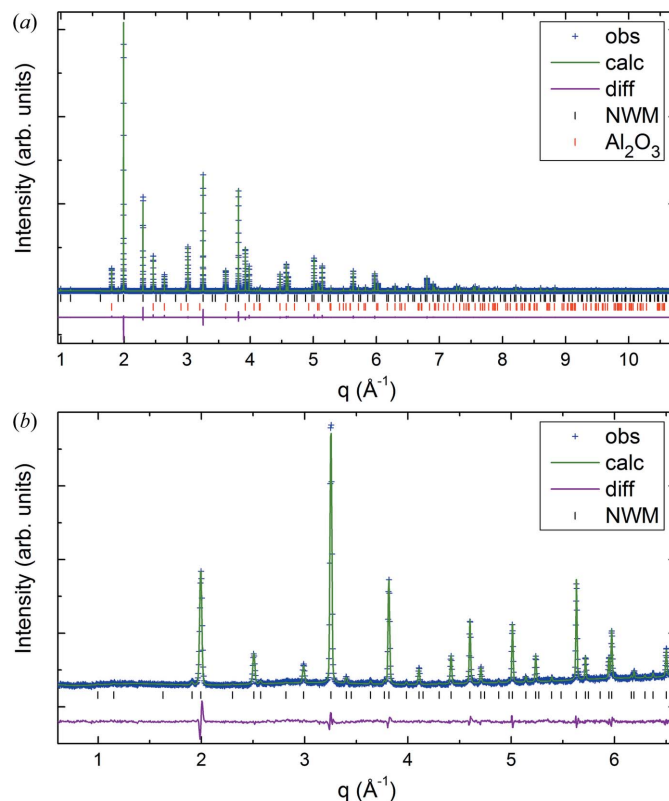 (a)
obs
calc
diff
NWM
Al₂O₃
Intensity (arb. units)
1 2 3 4 5 6 7 8 9 10
q (Å⁻¹)
(b)
obs
calc
diff
NWM
Intensity (arb. units)
1 2 3 4 5 6
q (Å⁻¹)